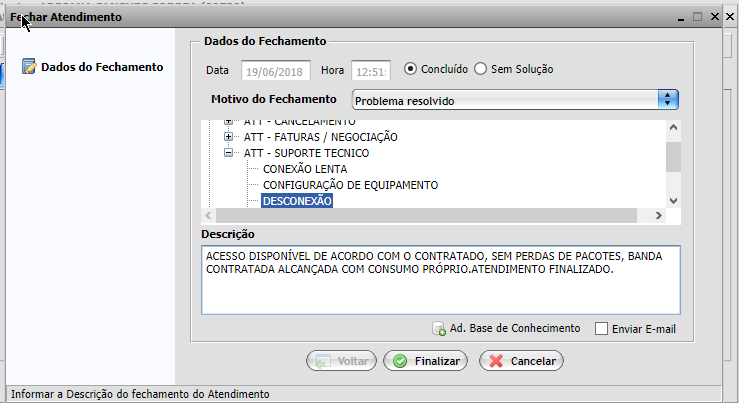 Fechar Atendimento
Dados do Fechamento
Dados do Fechamento
Data 19/06/2018 Hora 12:51: Concluído Sem Solução
Motivo do Fechamento Problema resolvido
ATT - CANCELAMENTO
ATT - FATURAS / NEGOCIAÇÃO
ATT - SUPORTE TECNICO
CONEXÃO LENTA
CONFIGURAÇÃO DE EQUIPAMENTO
DESCONEXÃO
Descrição
ACESSO DISPONÍVEL DE ACORDO COM O CONTRATADO, SEM PERDAS DE PACOTES, BANDA
CONTRATADA ALCANÇADA COM CONSUMO PRÓPRIO.ATENDIMENTO FINALIZADO.
Ad. Base de Conhecimento Enviar E-mail
Voltar Finalizar Cancelar
Informar a Descrição do fechamento do Atendimento